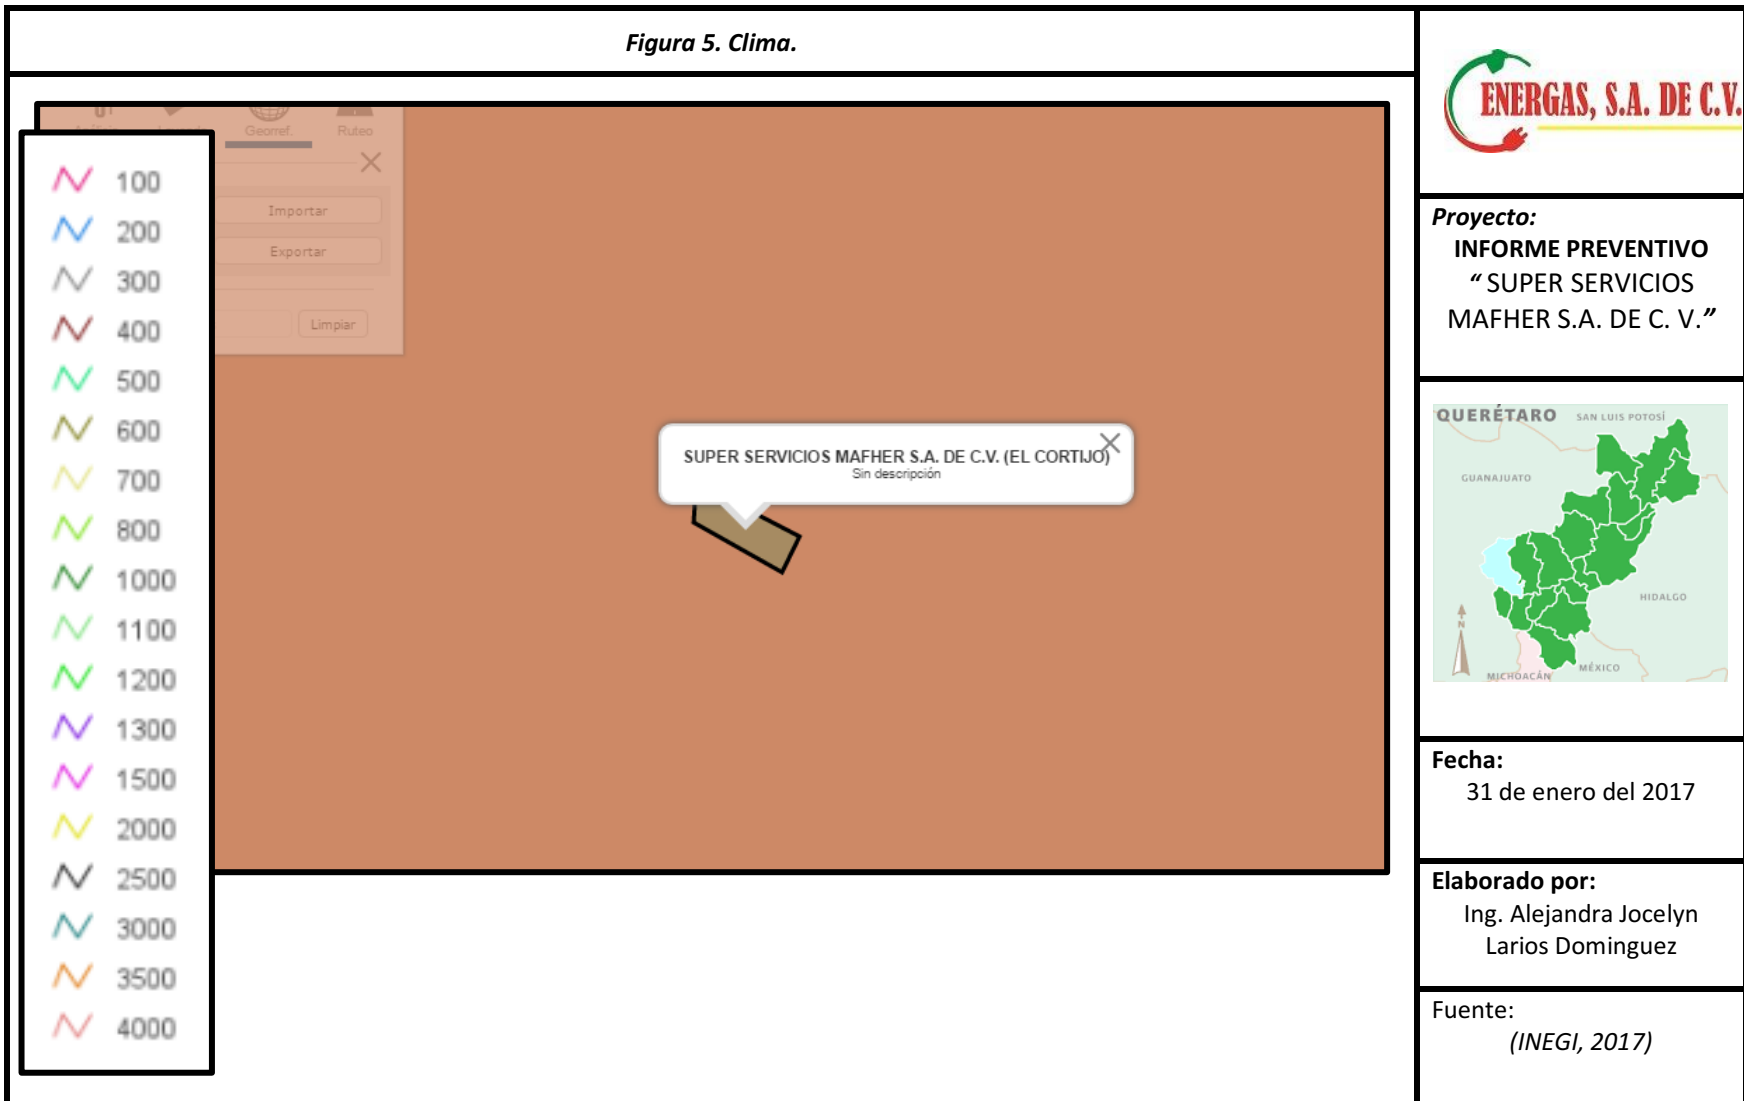 Figura 5. Clima.
Georref.
Ruteo
Importar
Exportar
Limpiar
100
200
300
400
500
600
700
800
1000
1100
1200
1300
1500
2000
2500
3000
3500
4000
SUPER SERVICIOS MAFHER S.A. DE C.V. (EL CORTIJO)
Sin descripción
ENERGAS, S.A. DE C.V.
Proyecto:
INFORME PREVENTIVO
“ SUPER SERVICIOS
MAFHER S.A. DE C. V.”
QUERÉTARO
SAN LUIS POTOSÍ
GUANAJUATO
HIDALGO
N
MÉXICO
MICHOACÁN
Fecha:
31 de enero del 2017
Elaborado por:
Ing. Alejandra Jocelyn
Larios Dominguez
Fuente:
(INEGI, 2017)